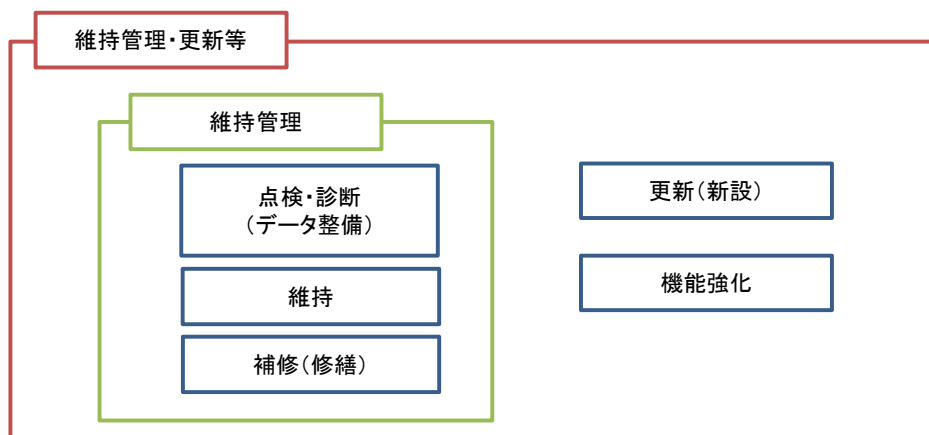 維持管理・更新等
維持管理
点検・診断
(データ整備)
維持
補修(修繕)
更新(新設)
機能強化